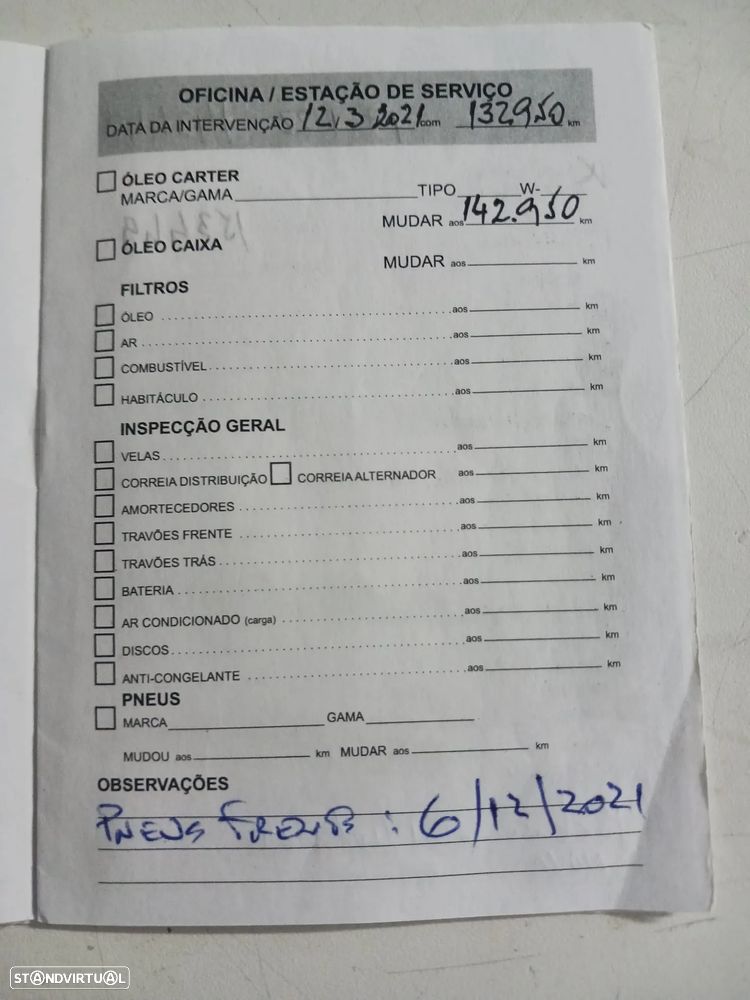 OFICINA / ESTAÇÃO DE SERVIÇO
DATA DA INTERVENÇÃO 12/3 2021 com 132950 km
ÓLEO CARTER
MARCA/GAMA TIPO W-
MUDAR aos 142.950 km
ÓLEO CAIXA
MUDAR aos km
FILTROS
ÓLEO aos km
AR aos km
COMBUSTÍVEL aos km
HABITÁCULO aos km
INSPECÇÃO GERAL
VELAS aos km
CORREIA DISTRIBUIÇÃO CORREIA ALTERNADOR aos km
AMORTECEDORES aos km
TRAVÕES FRENTE aos km
TRAVÕES TRÁS aos km
BATERIA aos km
AR CONDICIONADO (carga) aos km
DISCOS aos km
ANTI-CONGELANTE aos km
PNEUS
MARCA GAMA
MUDOU aos km MUDAR aos km
OBSERVAÇÕES
PNEUS FRENTE : 6/12/2021
STANDVIRTUAL